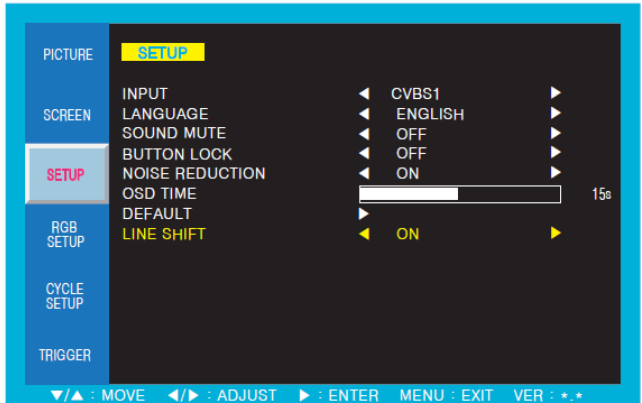 PICTURE
SCREEN
SETUP
RGB
SETUP
CYCLE
SETUP
TRIGGER
SETUP
INPUT ◀ CVBS1 ▶
LANGUAGE ◀ ENGLISH ▶
SOUND MUTE ◀ OFF ▶
BUTTON LOCK ◀ OFF ▶
NOISE REDUCTION ◀ ON ▶
OSD TIME 15s
DEFAULT ▶
LINE SHIFT ◀ ON ▶
▼/▲ : MOVE ◀/▶ : ADJUST ▶ : ENTER MENU : EXIT VER : *.*